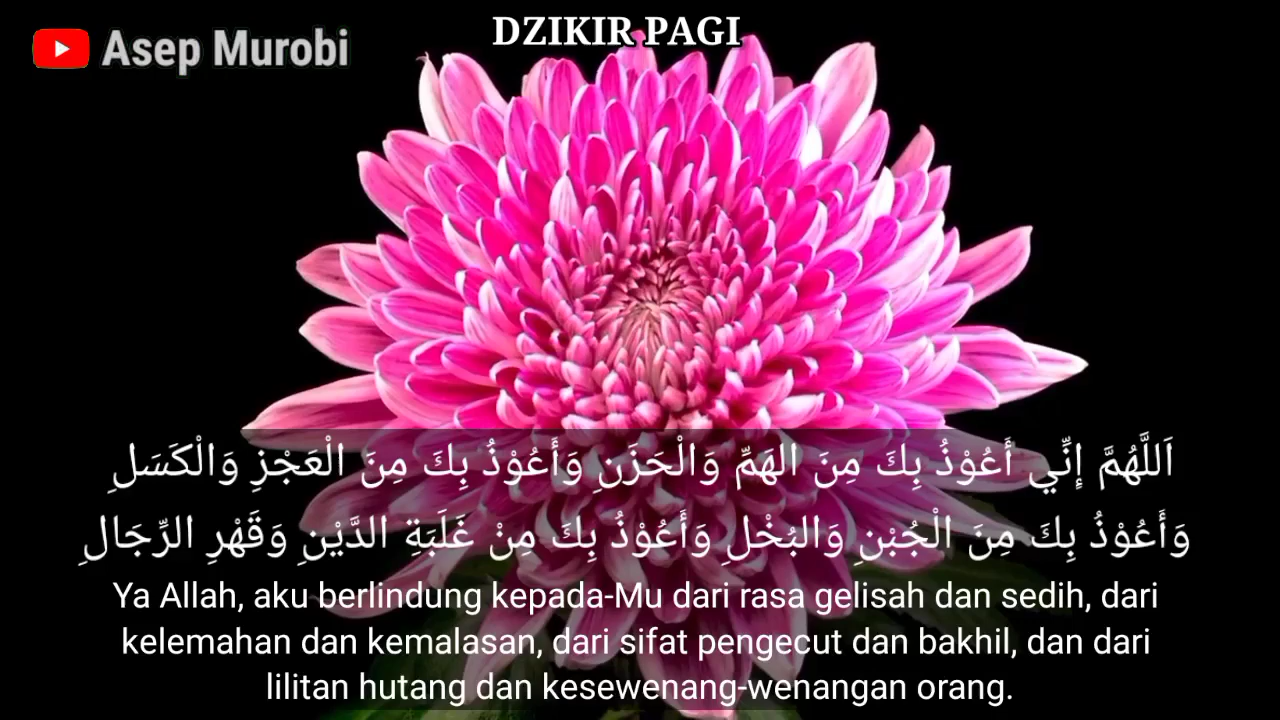 DZIKIR PAGI
Asep Murobi
اَللَّهُمَّ إِنِّي أَعُوْذُ بِكَ مِنَ الهَمِّ وَالْحَزَنِ وَأَعُوْذُ بِكَ مِنَ الْعَجْزِ وَالْكَسَلِ
وَأَعُوْذُ بِكَ مِنَ الْجُبْنِ وَالبُخْلِ وَأَعُوْذُ بِكَ مِنْ غَلَبَةِ الدَّيْنِ وَقَهْرِ الرِّجَالِ
Ya Allah, aku berlindung kepada-Mu dari rasa gelisah dan sedih, dari
kelemahan dan kemalasan, dari sifat pengecut dan bakhil, dan dari
lilitan hutang dan kesewenang-wenangan orang.